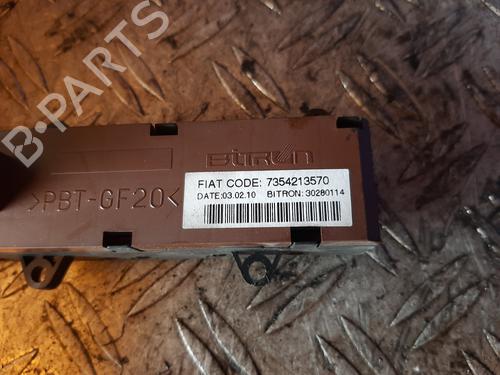 B-PARTS
BiTRON
FIAT CODE: 7354213570
DATE:03.02.10 BITRON: 30280114
>PBT-GF20<